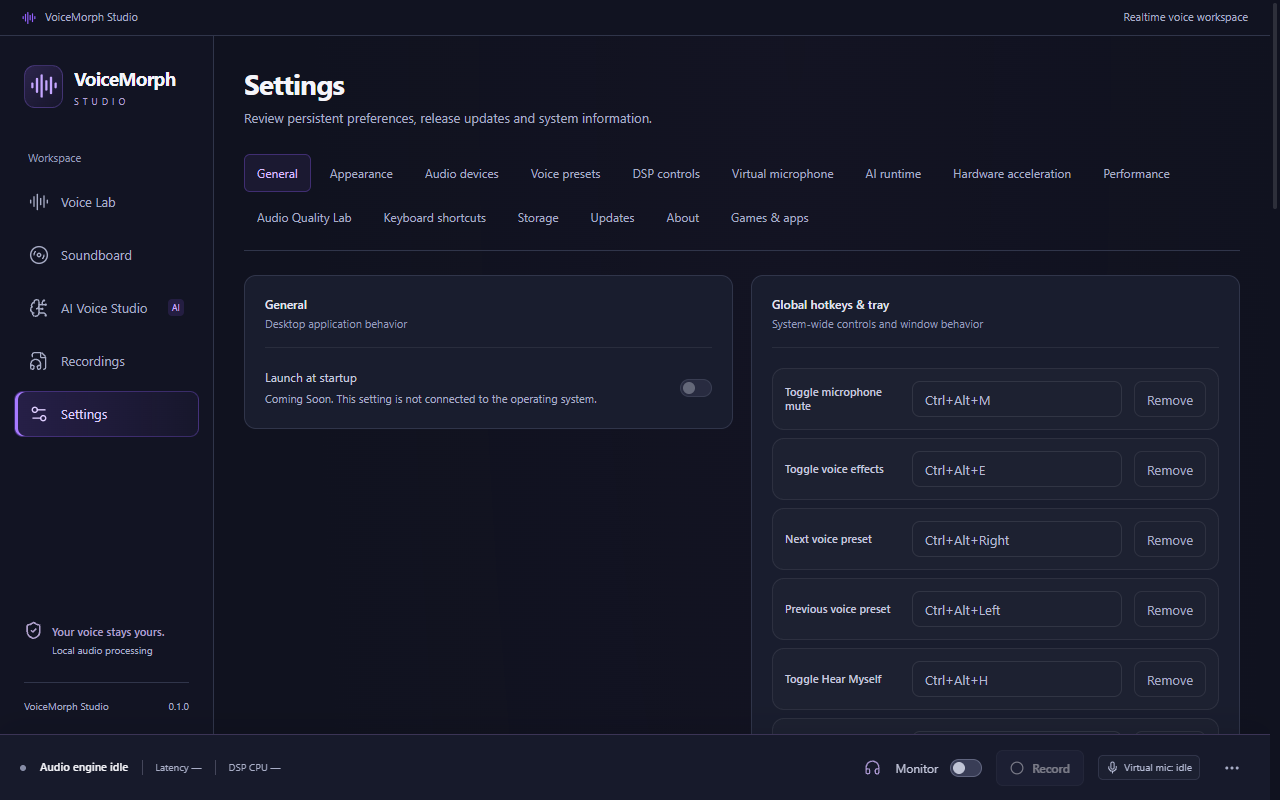 VoiceMorph Studio
Realtime voice workspace
VoiceMorph
STUDIO
Workspace
Voice Lab
Soundboard
AI Voice Studio
AI
Recordings
Settings
Your voice stays yours.
Local audio processing
VoiceMorph Studio
0.1.0
Settings
Review persistent preferences, release updates and system information.
General
Appearance
Audio devices
Voice presets
DSP controls
Virtual microphone
AI runtime
Hardware acceleration
Performance
Audio Quality Lab
Keyboard shortcuts
Storage
Updates
About
Games & apps
General
Desktop application behavior
Launch at startup
Coming Soon. This setting is not connected to the operating system.
Global hotkeys & tray
System-wide controls and window behavior
Toggle microphone
mute
Ctrl+Alt+M
Remove
Toggle voice effects
Ctrl+Alt+E
Remove
Next voice preset
Ctrl+Alt+Right
Remove
Previous voice preset
Ctrl+Alt+Left
Remove
Toggle Hear Myself
Ctrl+Alt+H
Remove
Audio engine idle
Latency —
DSP CPU —
Monitor
Record
Virtual mic: idle